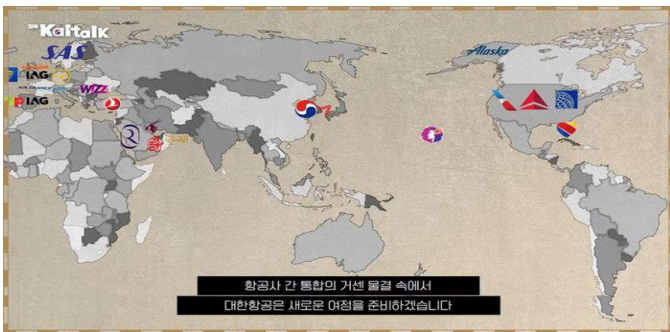 Kaltalk
SAS
Alaska
IAG
AIR FRANCE
WIZZ
IAG
항공사 간 통합의 거센 물결 속에서
대한항공은 새로운 여정을 준비하겠습니다